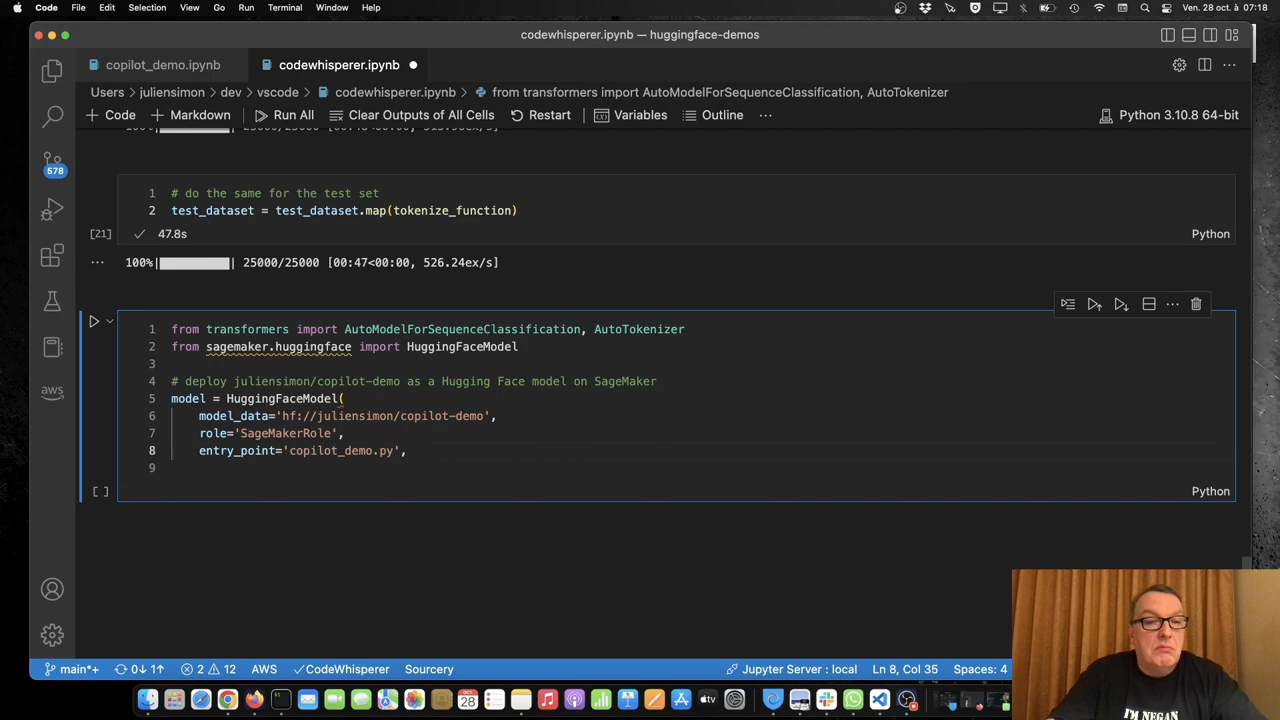 Code File Edit Selection View Go Run Terminal Window Help Ven. 28 oct. à 07:18
codewhisperer.ipynb — huggingface-demos
copilot_demo.ipynb codewhisperer.ipynb
Users juliensimon dev vscode codewhisperer.ipynb from transformers import AutoModelForSequenceClassification, AutoTokenizer
+ Code + Markdown Run All Clear Outputs of All Cells Restart Variables Outline ... Python 3.10.8 64-bit
578
1 # do the same for the test set
2 test_dataset = test_dataset.map(tokenize_function)
[21] 47.8s Python
... 100%| | 25000/25000 [00:47<00:00, 526.24ex/s]
1 from transformers import AutoModelForSequenceClassification, AutoTokenizer
2 from sagemaker.huggingface import HuggingFaceModel
3
4 # deploy juliensimon/copilot-demo as a Hugging Face model on SageMaker
5 model = HuggingFaceModel(
6 model_data='hf://juliensimon/copilot-demo',
7 role='SageMakerRole',
8 entry_point='copilot_demo.py',
9
[ ] Python
aws
main*+ 0↓ 1↑ 2 12 AWS ✓CodeWhisperer Sourcery Jupyter Server : local Ln 8, Col 35 Spaces: 4
OCT
28
tv
I'M NEGAN